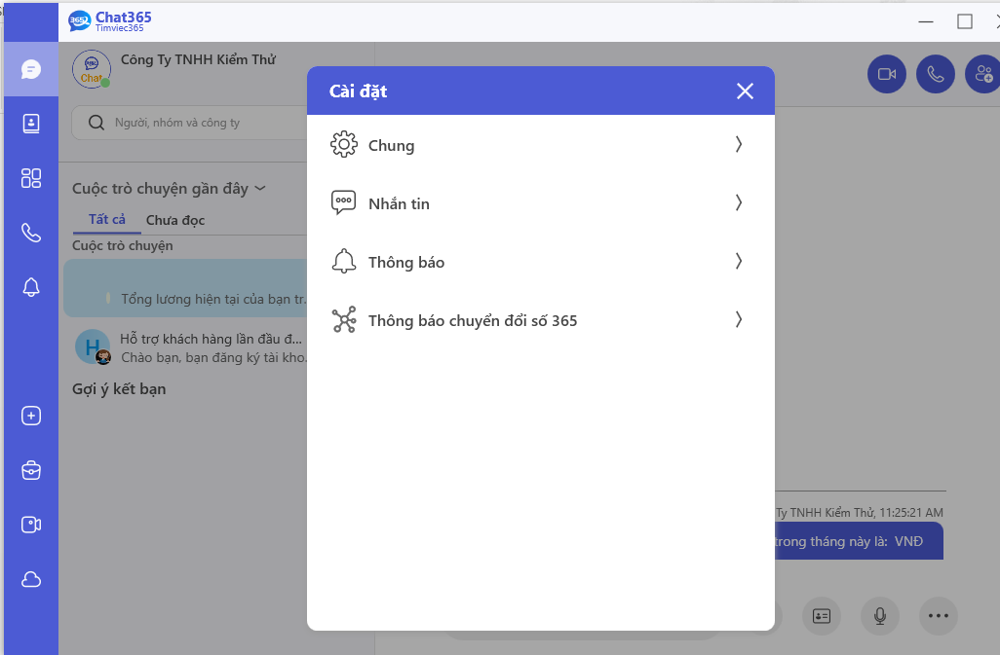 Chat365
Timviec365
Công Ty TNHH Kiểm Thử
Chat
Người, nhóm và công ty
Cuộc trò chuyện gần đây
Tất cả
Chưa đọc
Cuộc trò chuyện
Tổng lương hiện tại của bạn tr...
Hỗ trợ khách hàng lần đầu đ...
H
Chào bạn, bạn đăng ký tài kho...
Gợi ý kết bạn
Cài đặt
Chung
Nhắn tin
Thông báo
Thông báo chuyển đổi số 365
Ty TNHH Kiểm Thử, 11:25:21 AM
trong tháng này là: VNĐ